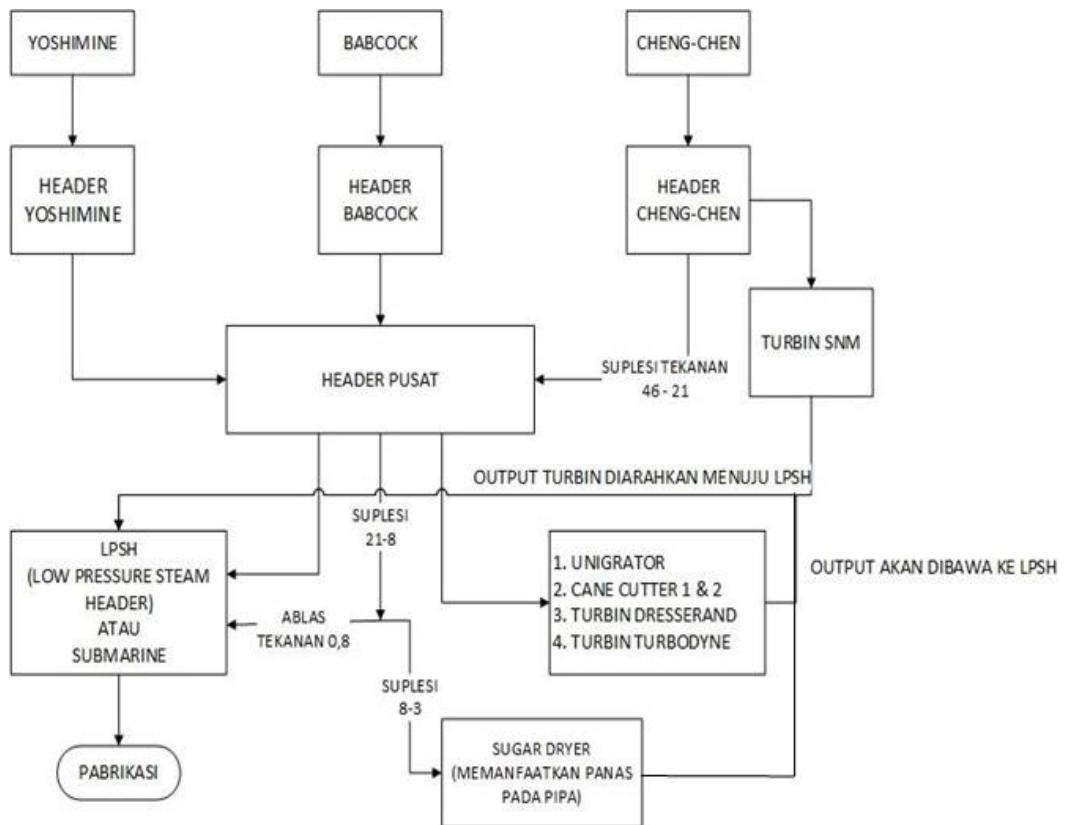 YOSHIMINE
BABCOCK
CHENG-CHEN
HEADER
YOSHIMINE
HEADER
BABCOCK
HEADER
CHENG-CHEN
TURBIN SNM
HEADER PUSAT
SUPLESI TEKANAN
46 - 21
OUTPUT TURBIN DIARAHKAN MENUJU LPSH
SUPLESI
21-8
LPSH
(LOW PRESSURE STEAM
HEADER)
ATAU
SUBMARINE
ABLAS
TEKANAN 0,8
1. UNIGRATOR
2. CANE CUTTER 1 & 2
3. TURBIN DRESSERAND
4. TURBIN TURBODYNE
OUTPUT AKAN DIBAWA KE LPSH
SUPLESI
8-3
PABRIKASI
SUGAR DRYER
(MEMANFAATKAN PANAS
PADA PIPA)